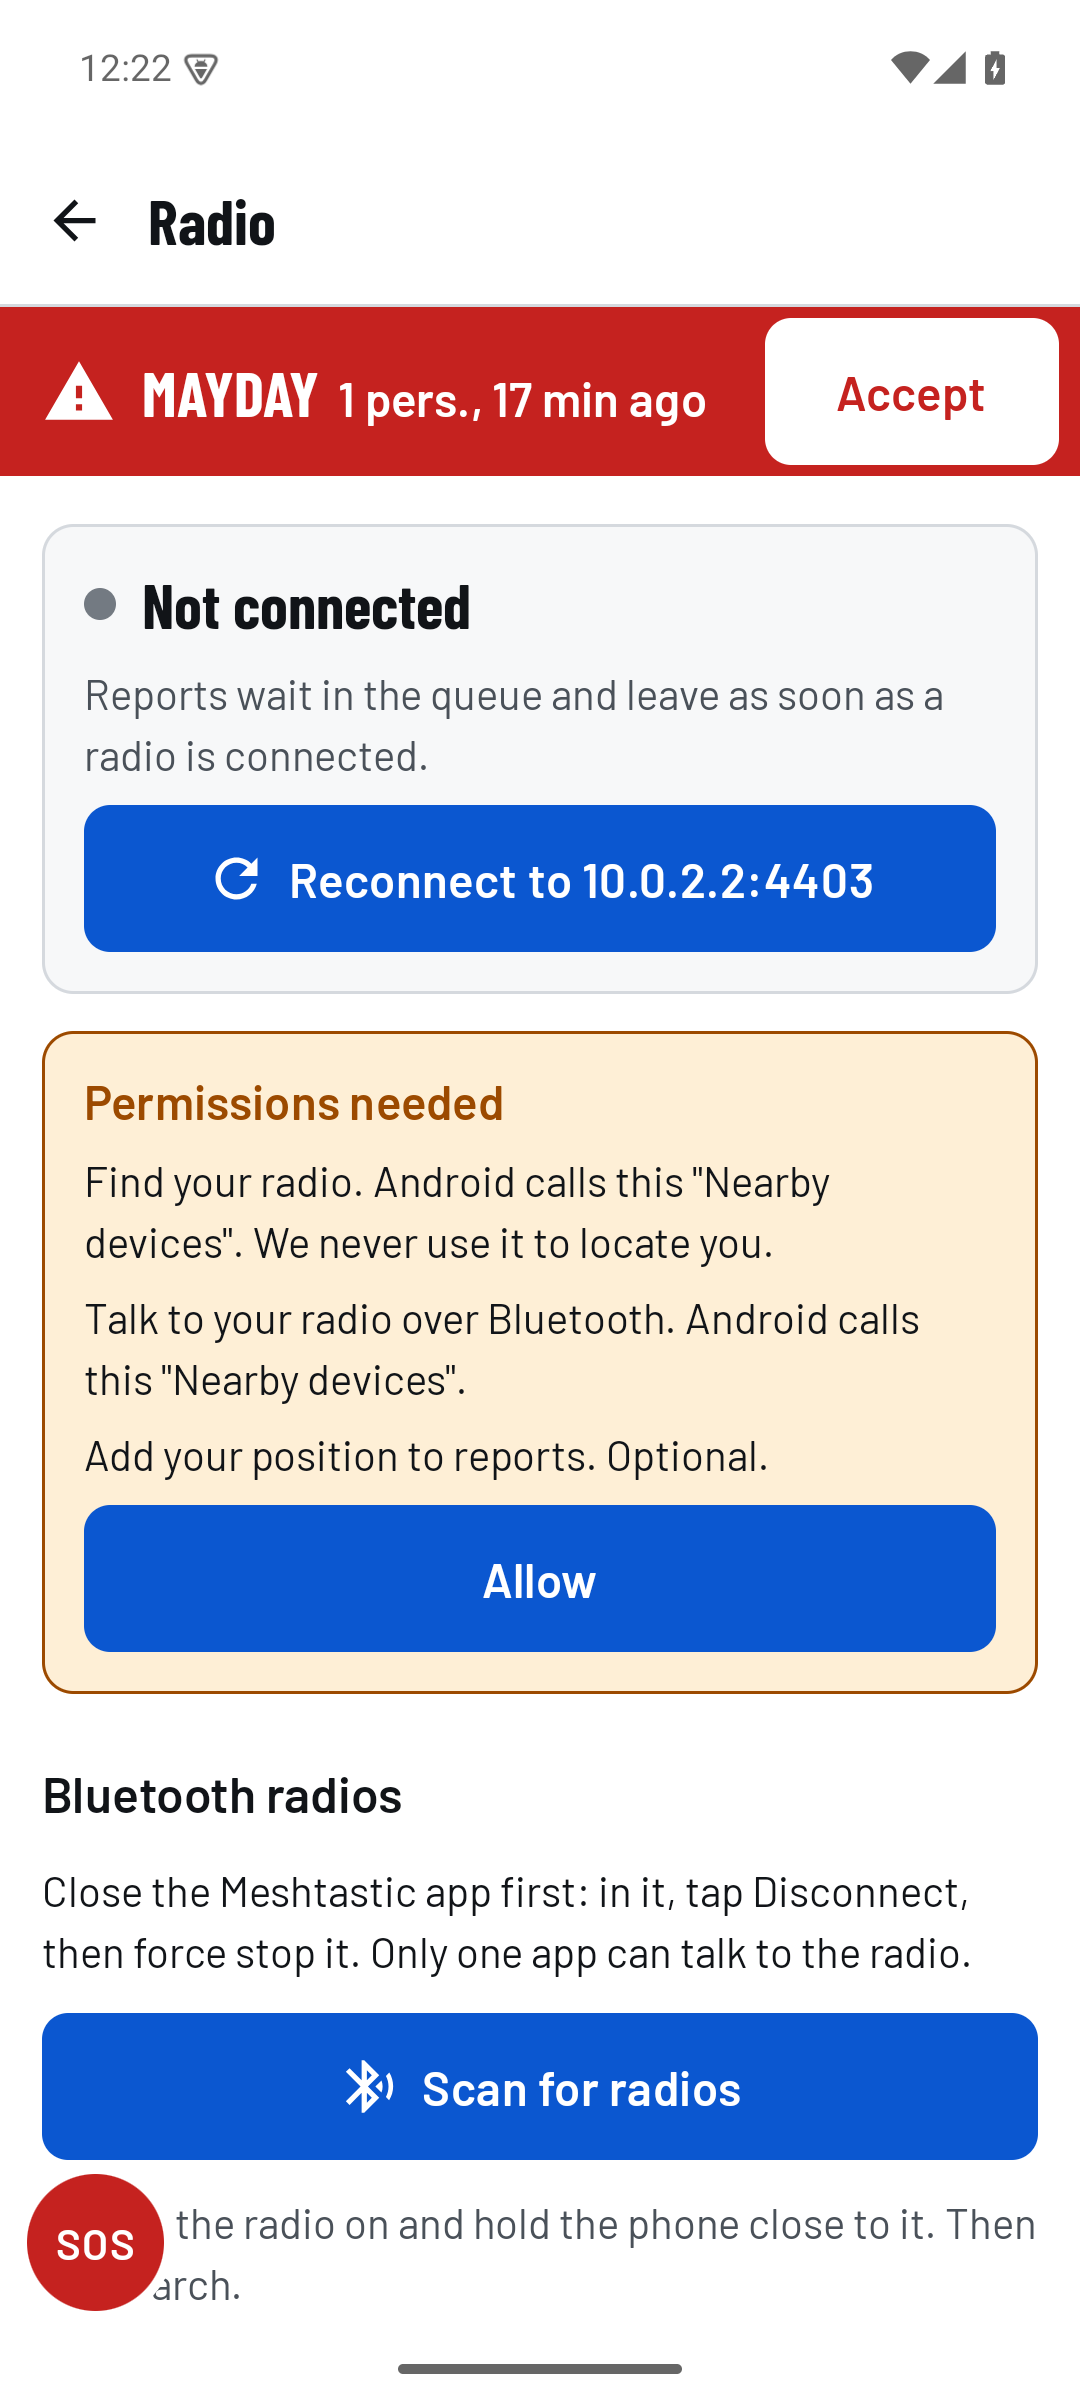 12:22
Radio
MAYDAY 1 pers., 17 min ago
Accept
Not connected
Reports wait in the queue and leave as soon as a
radio is connected.
Reconnect to 10.0.2.2:4403
Permissions needed
Find your radio. Android calls this "Nearby
devices". We never use it to locate you.
Talk to your radio over Bluetooth. Android calls
this "Nearby devices".
Add your position to reports. Optional.
Allow
Bluetooth radios
Close the Meshtastic app first: in it, tap Disconnect,
then force stop it. Only one app can talk to the radio.
Scan for radios
the radio on and hold the phone close to it. Then
SOS